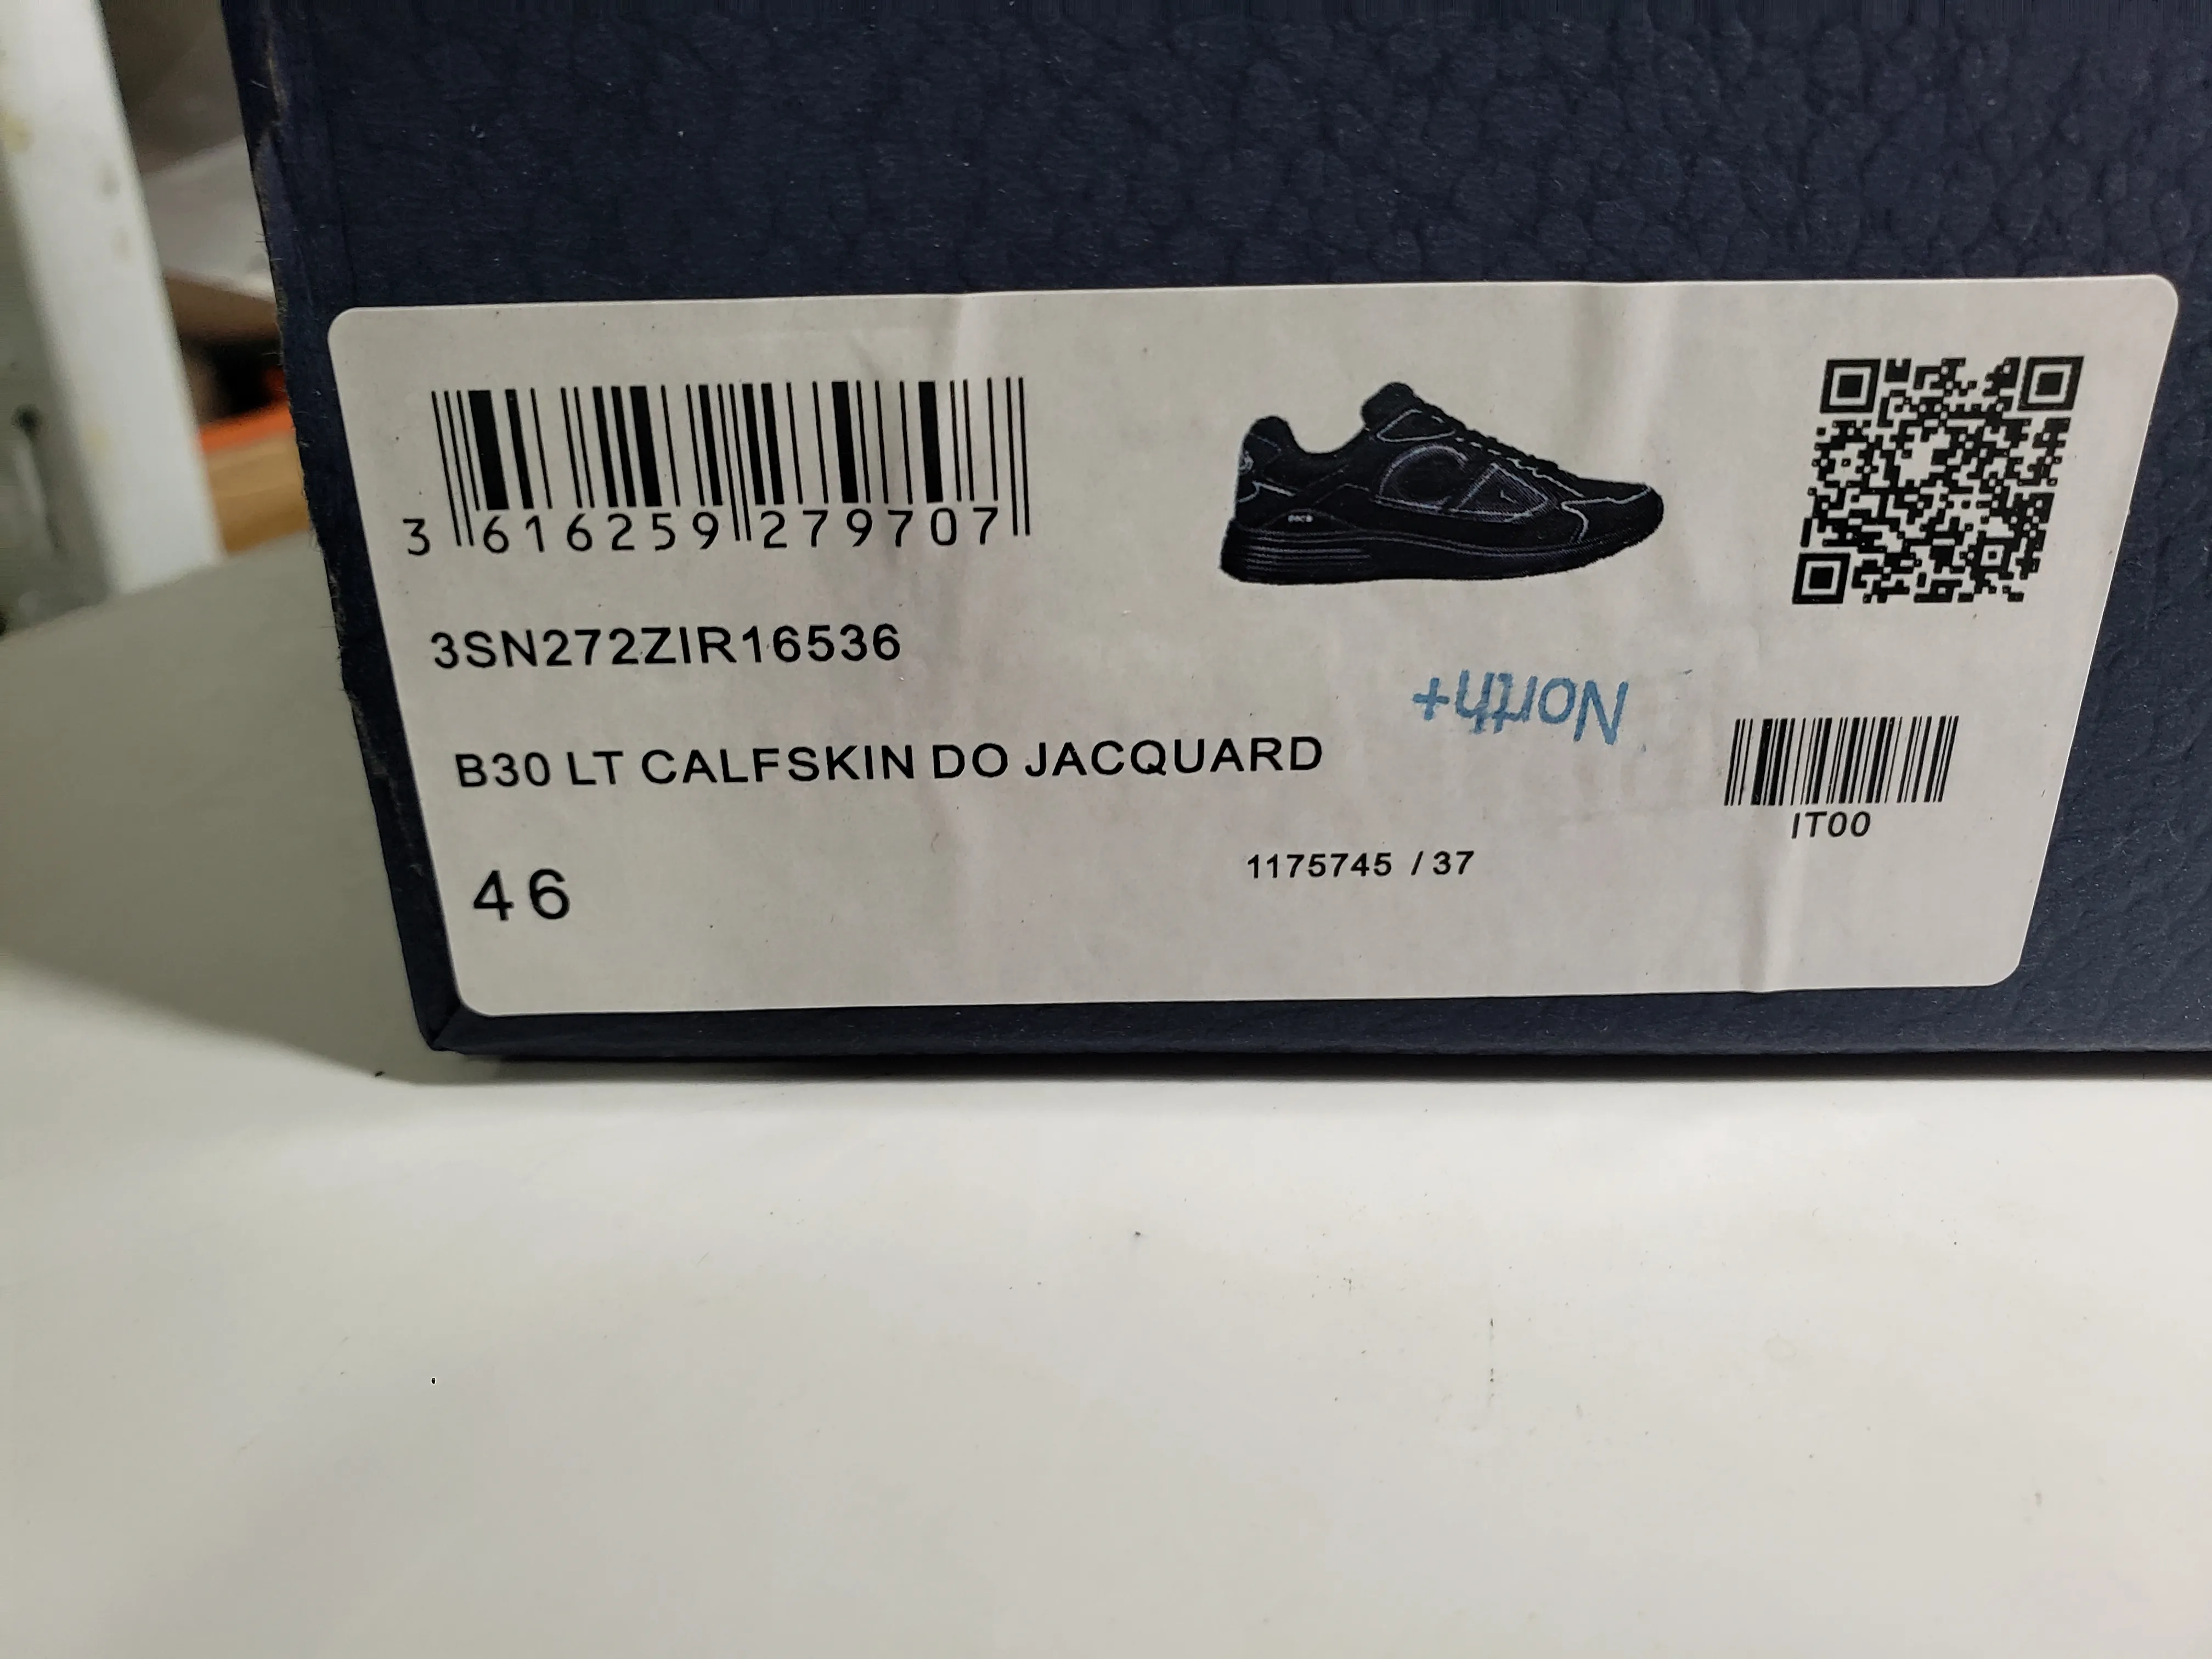 3 616259 279707
3SN272ZIR16536
North+
B30 LT CALFSKIN DO JACQUARD
IT00
1175745 / 37
46